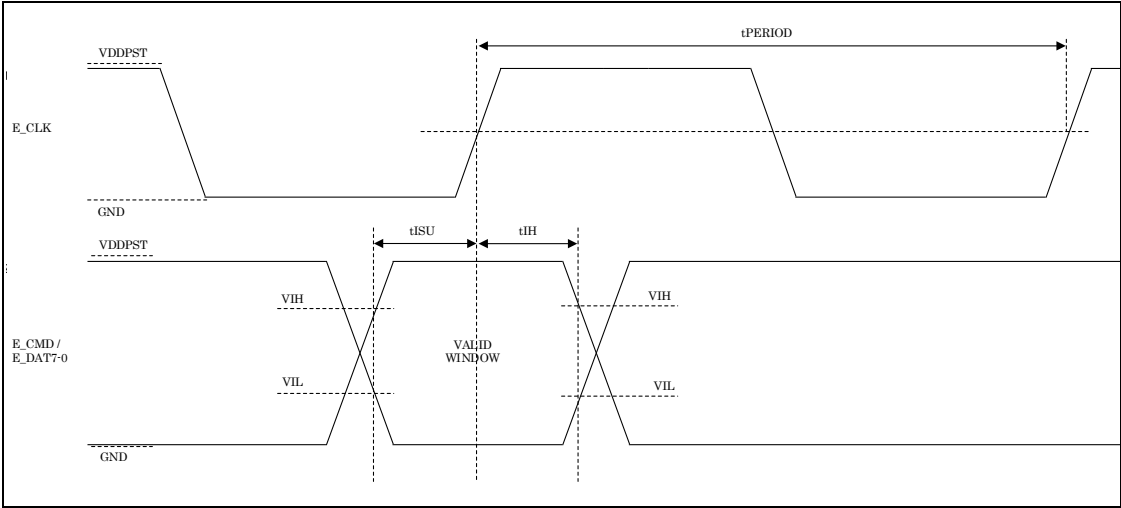 tPERIOD
VDDPST
E_CLK
GND
tISU
tIH
VDDPST
VIH
VIH
E_CMD /
E_DAT7-0
VALID
WINDOW
VIL
VIL
GND